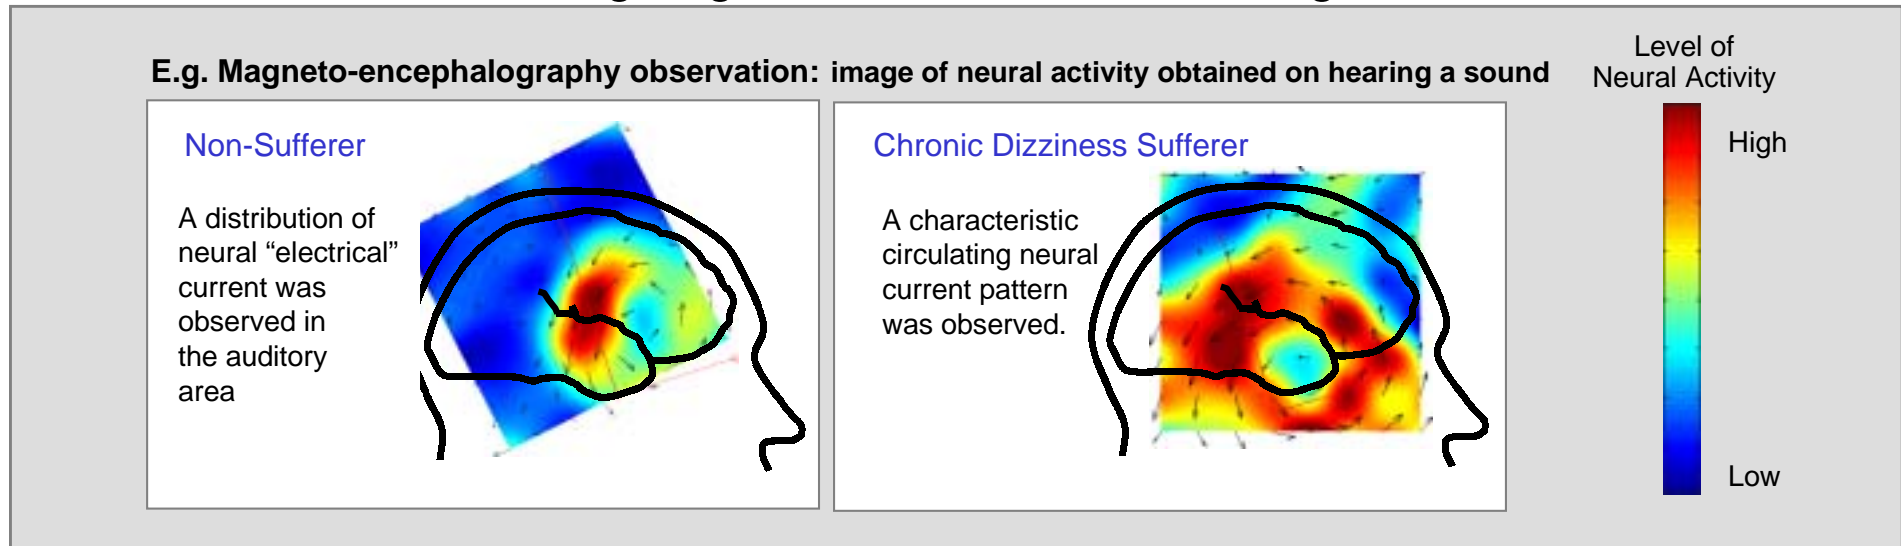 E.g. Magneto-encephalography observation: image of neural activity obtained on hearing a sound
Level of
Neural Activity
Non-Sufferer
A distribution of
neural “electrical”
current was
observed in
the auditory
area
Chronic Dizziness Sufferer
A characteristic
circulating neural
current pattern
was observed.
High
Low